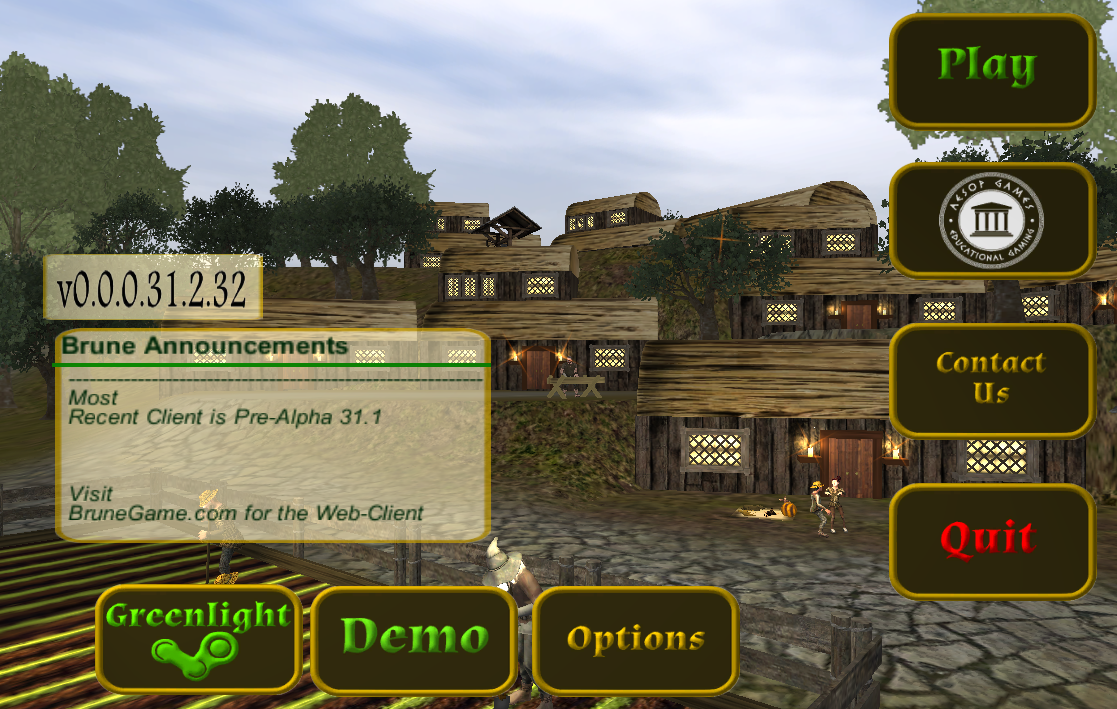 Play
AESOP GAMES
EDUCATIONAL GAMING
v0.0.0.31.2.32
Brune Announcements
--------------------------------------------------------------
Most
Recent Client is Pre-Alpha 31.1
Visit
BruneGame.com for the Web-Client
Contact
Us
Quit
Greenlight
Demo
Options